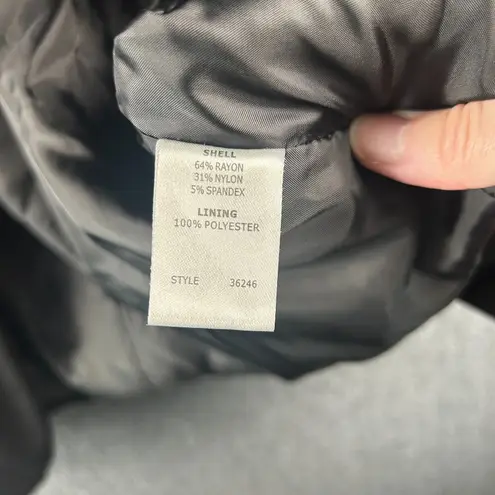 SHELL
64% RAYON
31% NYLON
5% SPANDEX
LINING
100% POLYESTER
STYLE 36246